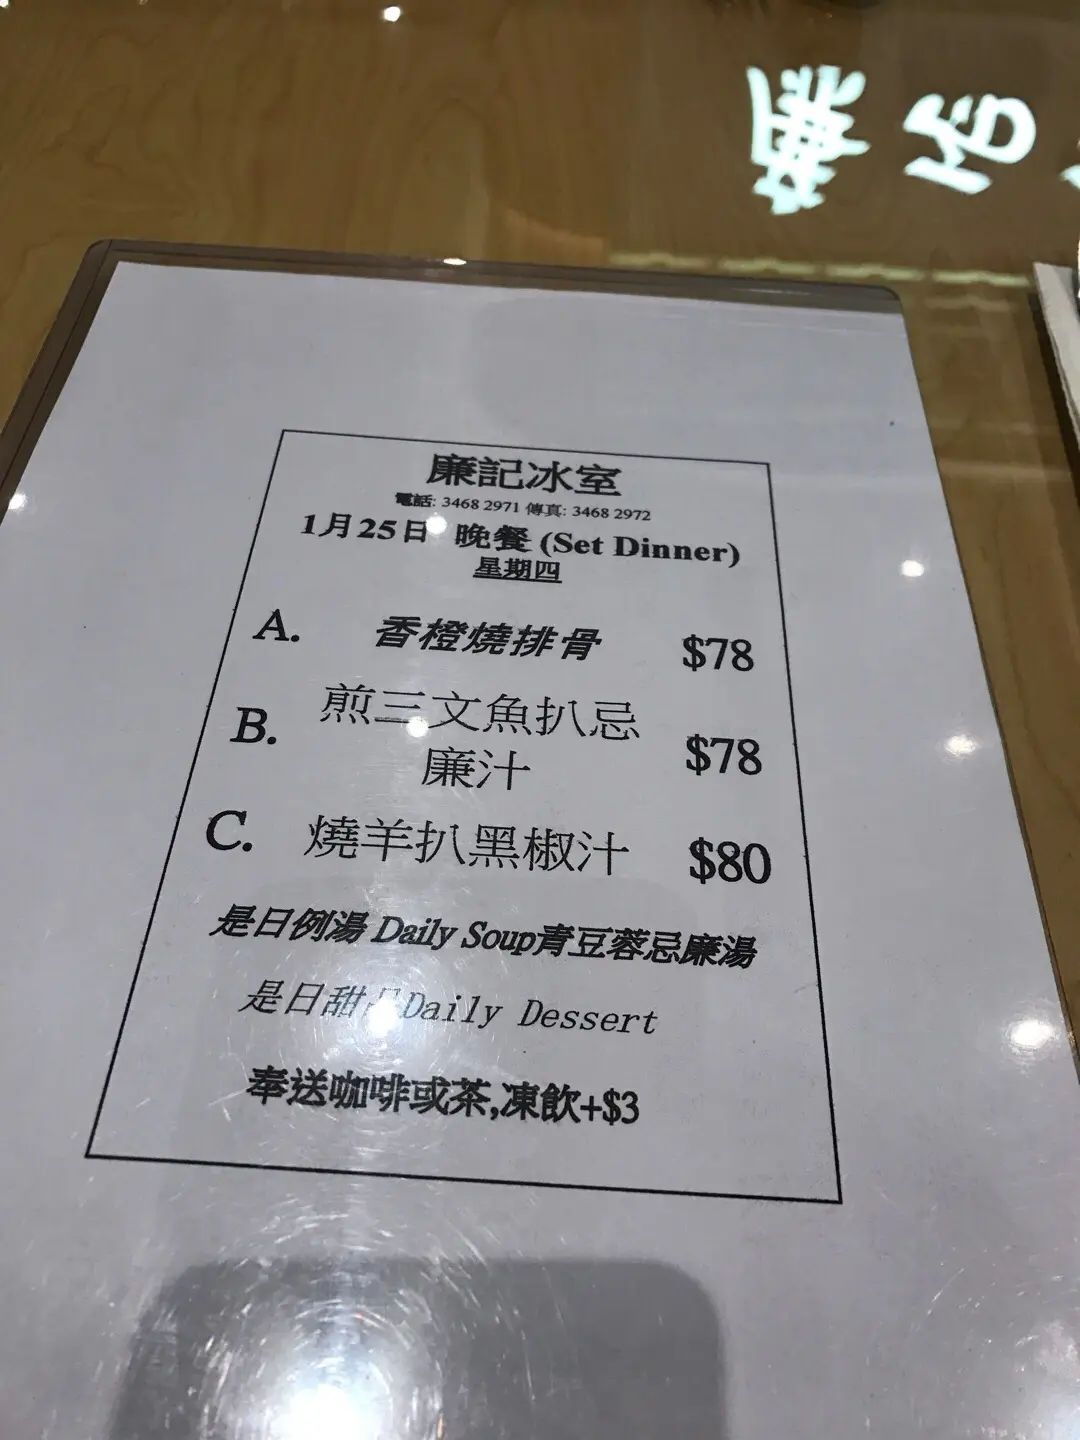 廉記
廉記冰室
電話: 3468 2971 傳真: 3468 2972
1月25日 晚餐 (Set Dinner)
星期四
A. 香橙燒排骨 $78
B. 煎三文魚扒忌
廉汁 $78
C. 燒羊扒黑椒汁 $80
是日例湯 Daily Soup青豆蓉忌廉湯
是日甜品Daily Dessert
奉送咖啡或茶,凍飲+$3